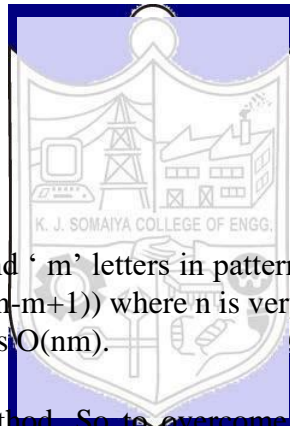 K. J. SOMAIYA COLLEGE OF ENGG.
d ‘ m’ letters in pattern
-m+1)) where n is ver
O(nm).
thod. So to overcome